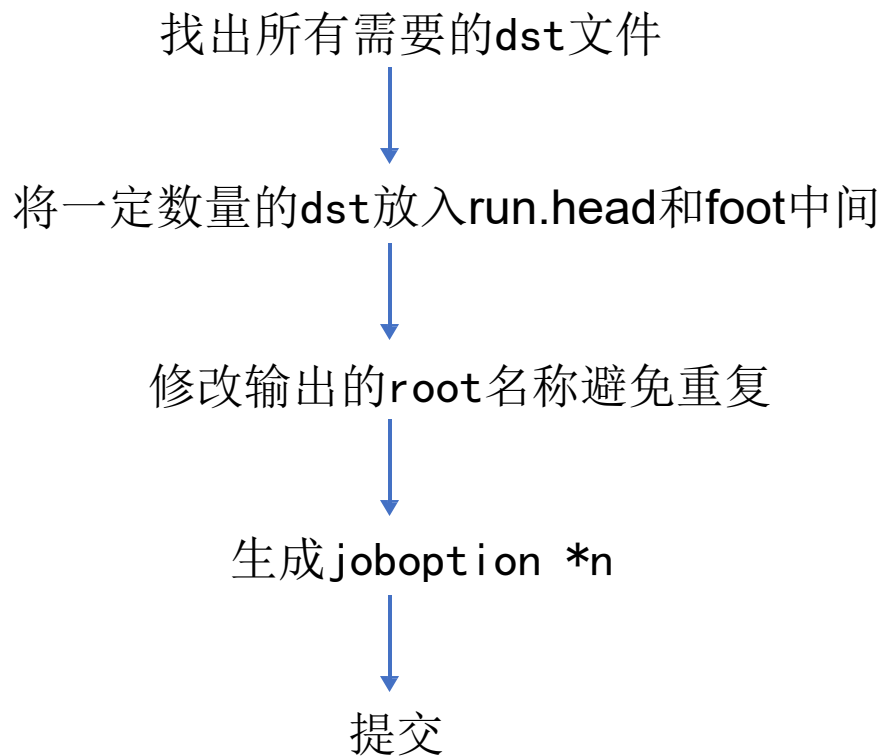 找出所有需要的dst文件
将一定数量的dst放入run.head和foot中间
修改输出的root名称避免重复
生成joboption *n
提交